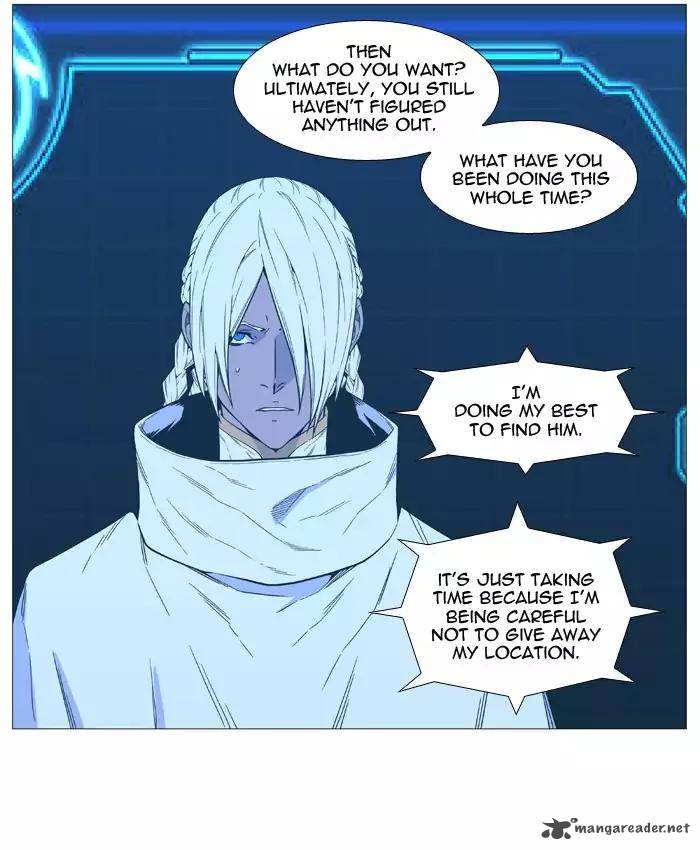 THEN
WHAT DO YOU WANT?
ULTIMATELY, YOU STILL
HAVEN'T FIGURED
ANYTHING OUT.
WHAT HAVE YOU
BEEN DOING THIS
WHOLE TIME?
I'M
DOING MY BEST
TO FIND HIM.
IT'S JUST TAKING
TIME BECAUSE I'M
BEING CAREFUL
NOT TO GIVE AWAY
MY LOCATION.
mangareader.net